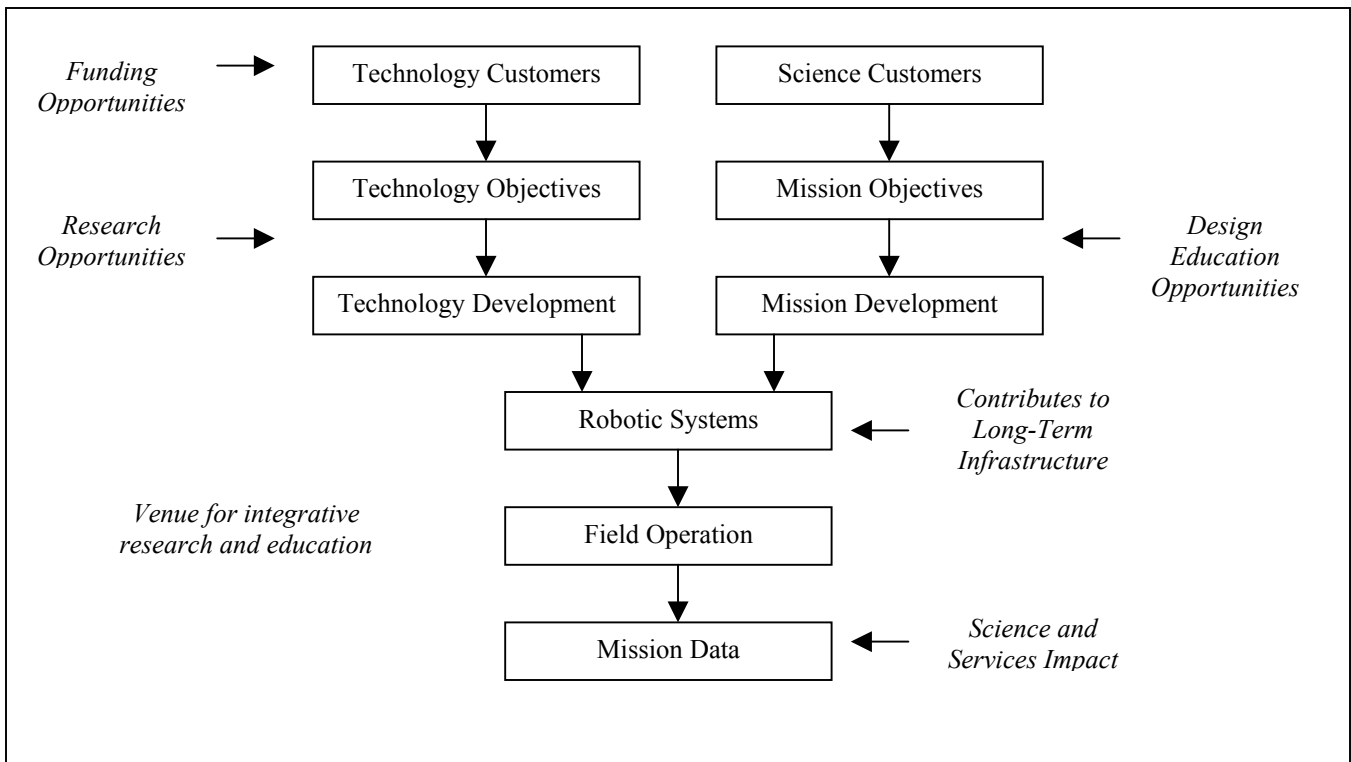 Funding
Opportunities
Technology Customers
Science Customers
Technology Objectives
Mission Objectives
Research
Opportunities
Design
Education
Opportunities
Technology Development
Mission Development
Robotic Systems
Contributes to
Long-Term
Infrastructure
Venue for integrative
research and education
Field Operation
Mission Data
Science and
Services Impact